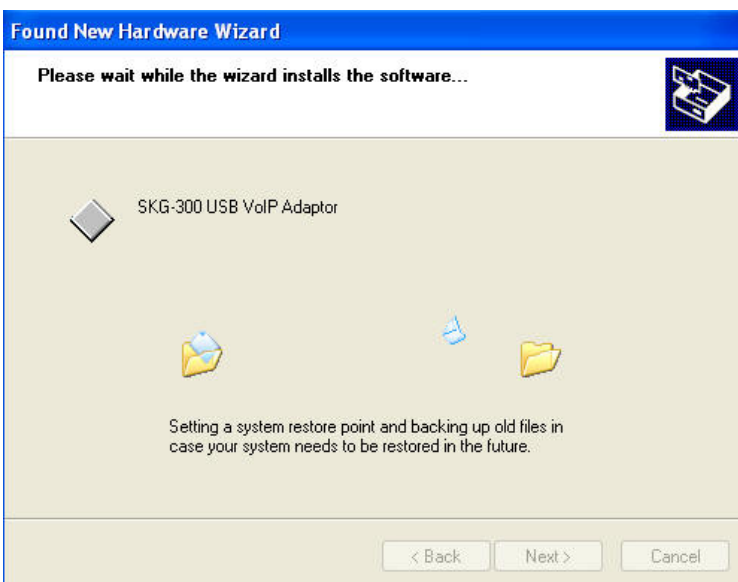 Found New Hardware Wizard
Please wait while the wizard installs the software...
SKG-300 USB VoIP Adaptor
Setting a system restore point and backing up old files in
case your system needs to be restored in the future.
< Back
Next >
Cancel